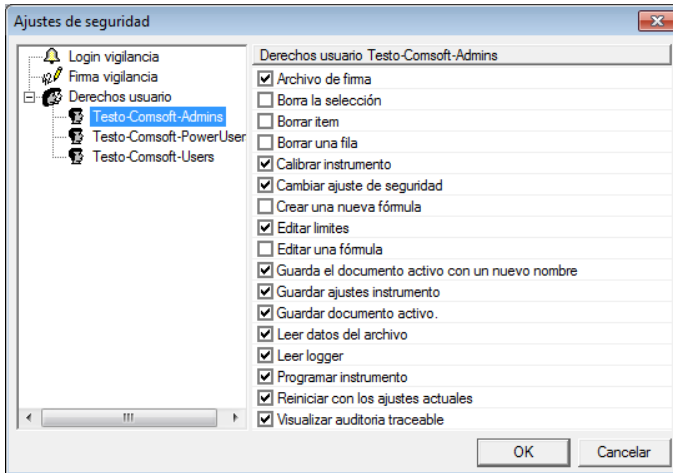 Ajustes de seguridad
Login vigilancia
Firma vigilancia
Derechos usuario
Testo-Comsoft-Admins
Testo-Comsoft-PowerUser
Testo-Comsoft-Users
Derechos usuario Testo-Comsoft-Admins
Archivo de firma
Borra la selección
Borrar item
Borrar una fila
Calibrar instrumento
Cambiar ajuste de seguridad
Crear una nueva fórmula
Editar limites
Editar una fórmula
Guarda el documento activo con un nuevo nombre
Guardar ajustes instrumento
Guardar documento activo.
Leer datos del archivo
Leer logger
Programar instrumento
Reiniciar con los ajustes actuales
Visualizar auditoria traceable
OK
Cancelar